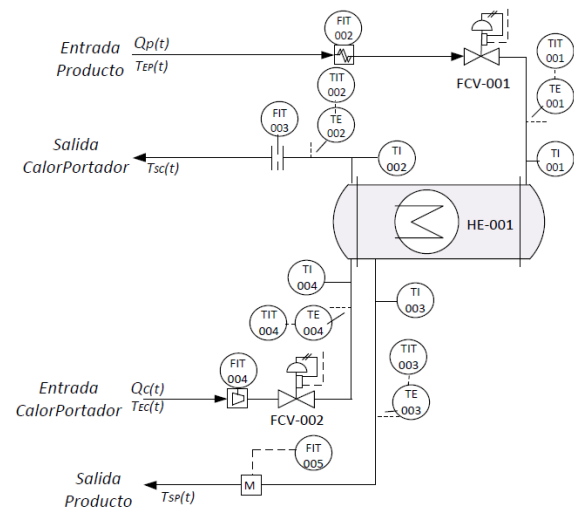 FIT
002
Entrada
Producto
Qp(t)
TEP(t)
FCV-001
TIT
001
TE
001
TIT
002
TE
002
FIT
003
Salida
CalorPortador
Tsc(t)
TI
002
TI
001
HE-001
TI
004
TI
003
TIT
004
TE
004
TIT
003
TE
003
FIT
004
Entrada
CalorPortador
Qc(t)
TEC(t)
FCV-002
FIT
005
Salida
Producto
TSP(t)
M